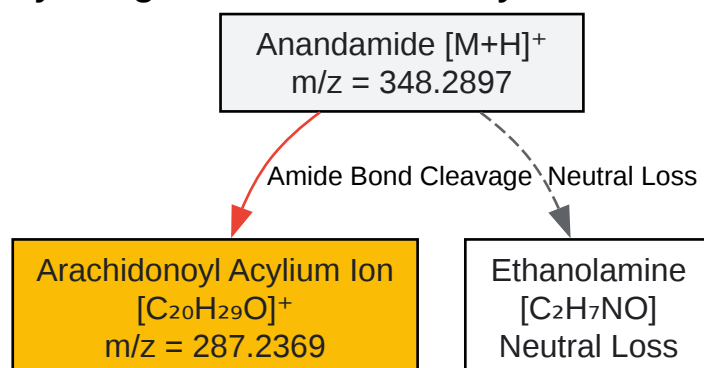 Anandamide [M+H]⁺
m/z = 348.2897
Amide Bond Cleavage
Neutral Loss
Arachidonoyl Acylium Ion
[C₂₀H₂₉O]⁺
m/z = 287.2369
Ethanolamine
[C₂H₇NO]
Neutral Loss